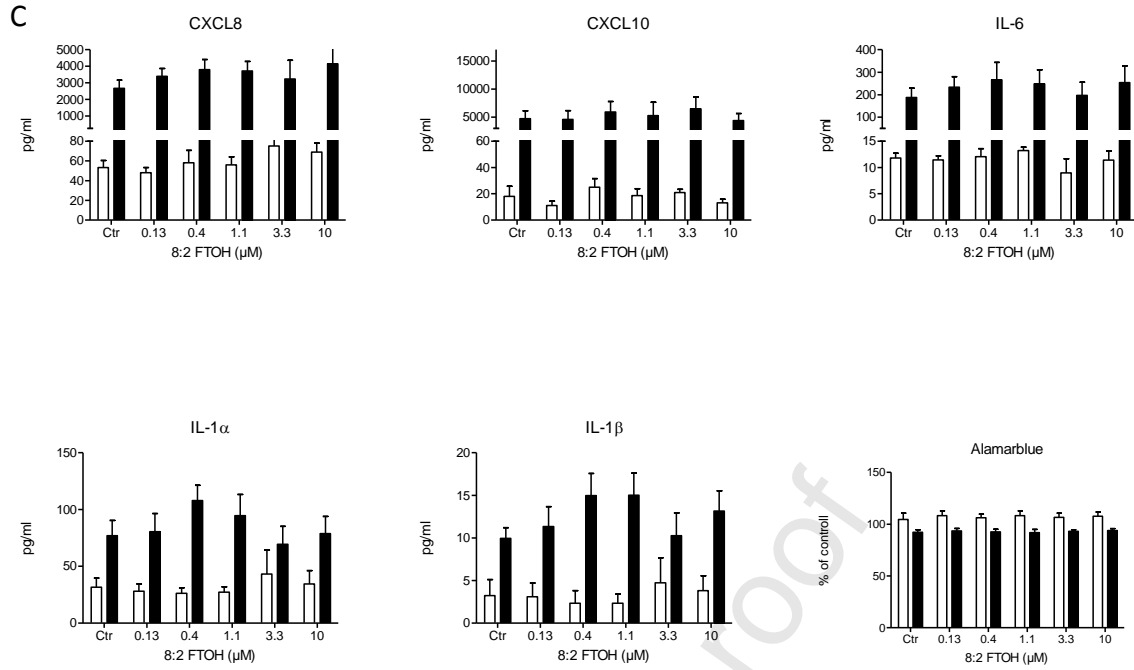 C
CXCL8
5000
4000
3000
2000
1000
80
60
40
20
0
pg/ml
Ctr 0.13 0.4 1.1 3.3 10
8:2 FTOH (µM)
CXCL10
15000
10000
5000
60
40
20
0
pg/ml
Ctr 0.13 0.4 1.1 3.3 10
8:2 FTOH (µM)
IL-6
400
300
200
100
15
10
5
0
pg/ml
Ctr 0.13 0.4 1.1 3.3 10
8:2 FTOH (µM)
IL-1α
150
100
50
0
pg/ml
Ctr 0.13 0.4 1.1 3.3 10
8:2 FTOH (µM)
IL-1β
20
15
10
5
0
pg/ml
Ctr 0.13 0.4 1.1 3.3 10
8:2 FTOH (µM)
Alamarblue
150
100
50
0
% of controll
Ctr 0.13 0.4 1.1 3.3 10
8:2 FTOH (µM)
roof